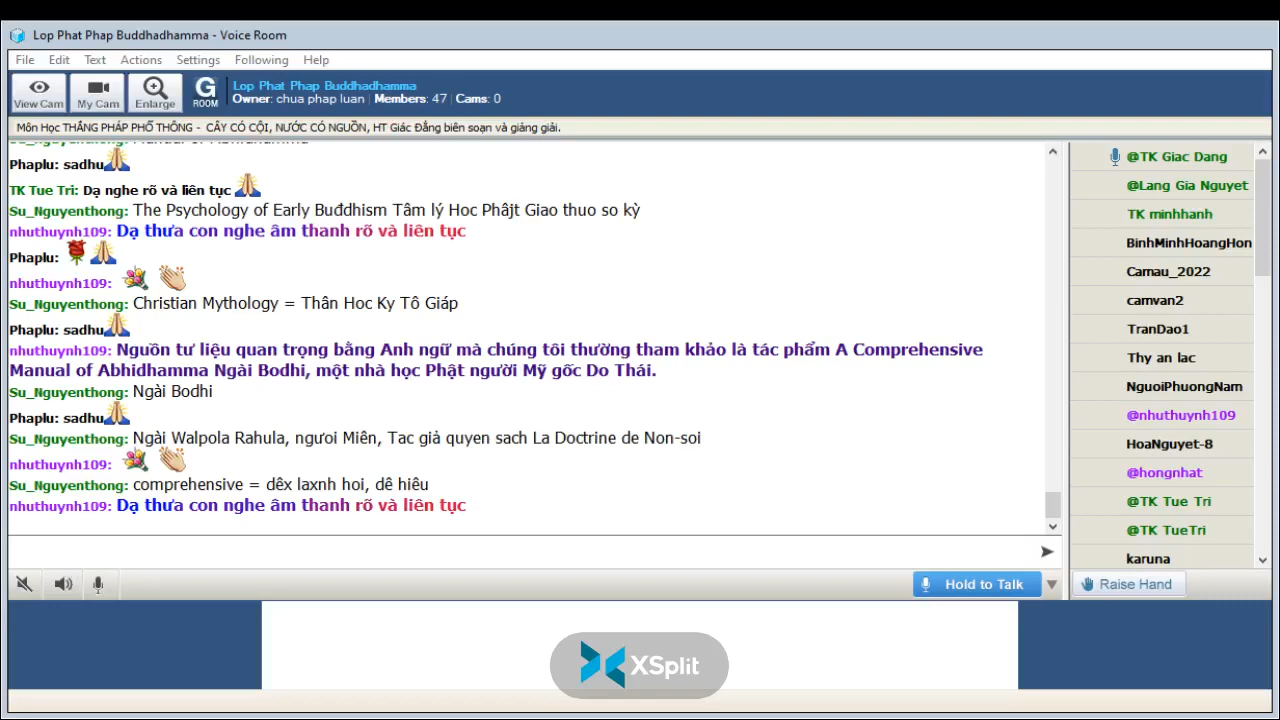 Lop Phat Phap Buddhadhamma - Voice Room
File Edit Text Actions Settings Following Help
View Cam My Cam Enlarge G ROOM
Lop Phat Phap Buddhadhamma
Owner: chua phap luan | Members: 47 | Cams: 0
Môn Học THẮNG PHÁP PHỔ THÔNG - CÂY CÓ CỘI, NƯỚC CÓ NGUỒN, HT Giác Đẳng biên soạn và giảng giải.
Phaplu: sadhu
TK Tue Tri: Dạ nghe rõ và liên tục
Su_Nguyenthong: The Psychology of Early Buđdhism Tâm lý Học Phâjt Giao thuo so kỳ
nhuthuynh109: Dạ thưa con nghe âm thanh rõ và liên tục
Phaplu:
nhuthuynh109:
Su_Nguyenthong: Christian Mythology = Thân Hoc Ky Tô Giáp
Phaplu: sadhu
nhuthuynh109: Nguồn tư liệu quan trọng bằng Anh ngữ mà chúng tôi thường tham khảo là tác phẩm A Comprehensive
Manual of Abhidhamma Ngài Bodhi, một nhà học Phật người Mỹ gốc Do Thái.
Su_Nguyenthong: Ngài Bodhi
Phaplu: sadhu
Su_Nguyenthong: Ngài Walpola Rahula, ngưoi Miên, Tac giả quyen sach La Doctrine de Non-soi
nhuthuynh109:
Su_Nguyenthong: comprehensive = dêx laxnh hoi, dê hiêu
nhuthuynh109: Dạ thưa con nghe âm thanh rõ và liên tục
Hold to Talk
@TK Giac Dang
@Lang Gia Nguyet
TK minhhanh
BinhMinhHoangHon
Camau_2022
camvan2
TranDao1
Thy an lac
NguoiPhuongNam
@nhuthuynh109
HoaNguyet-8
@hongnhat
@TK Tue Tri
@TK TueTri
karuna
Raise Hand
XSplit